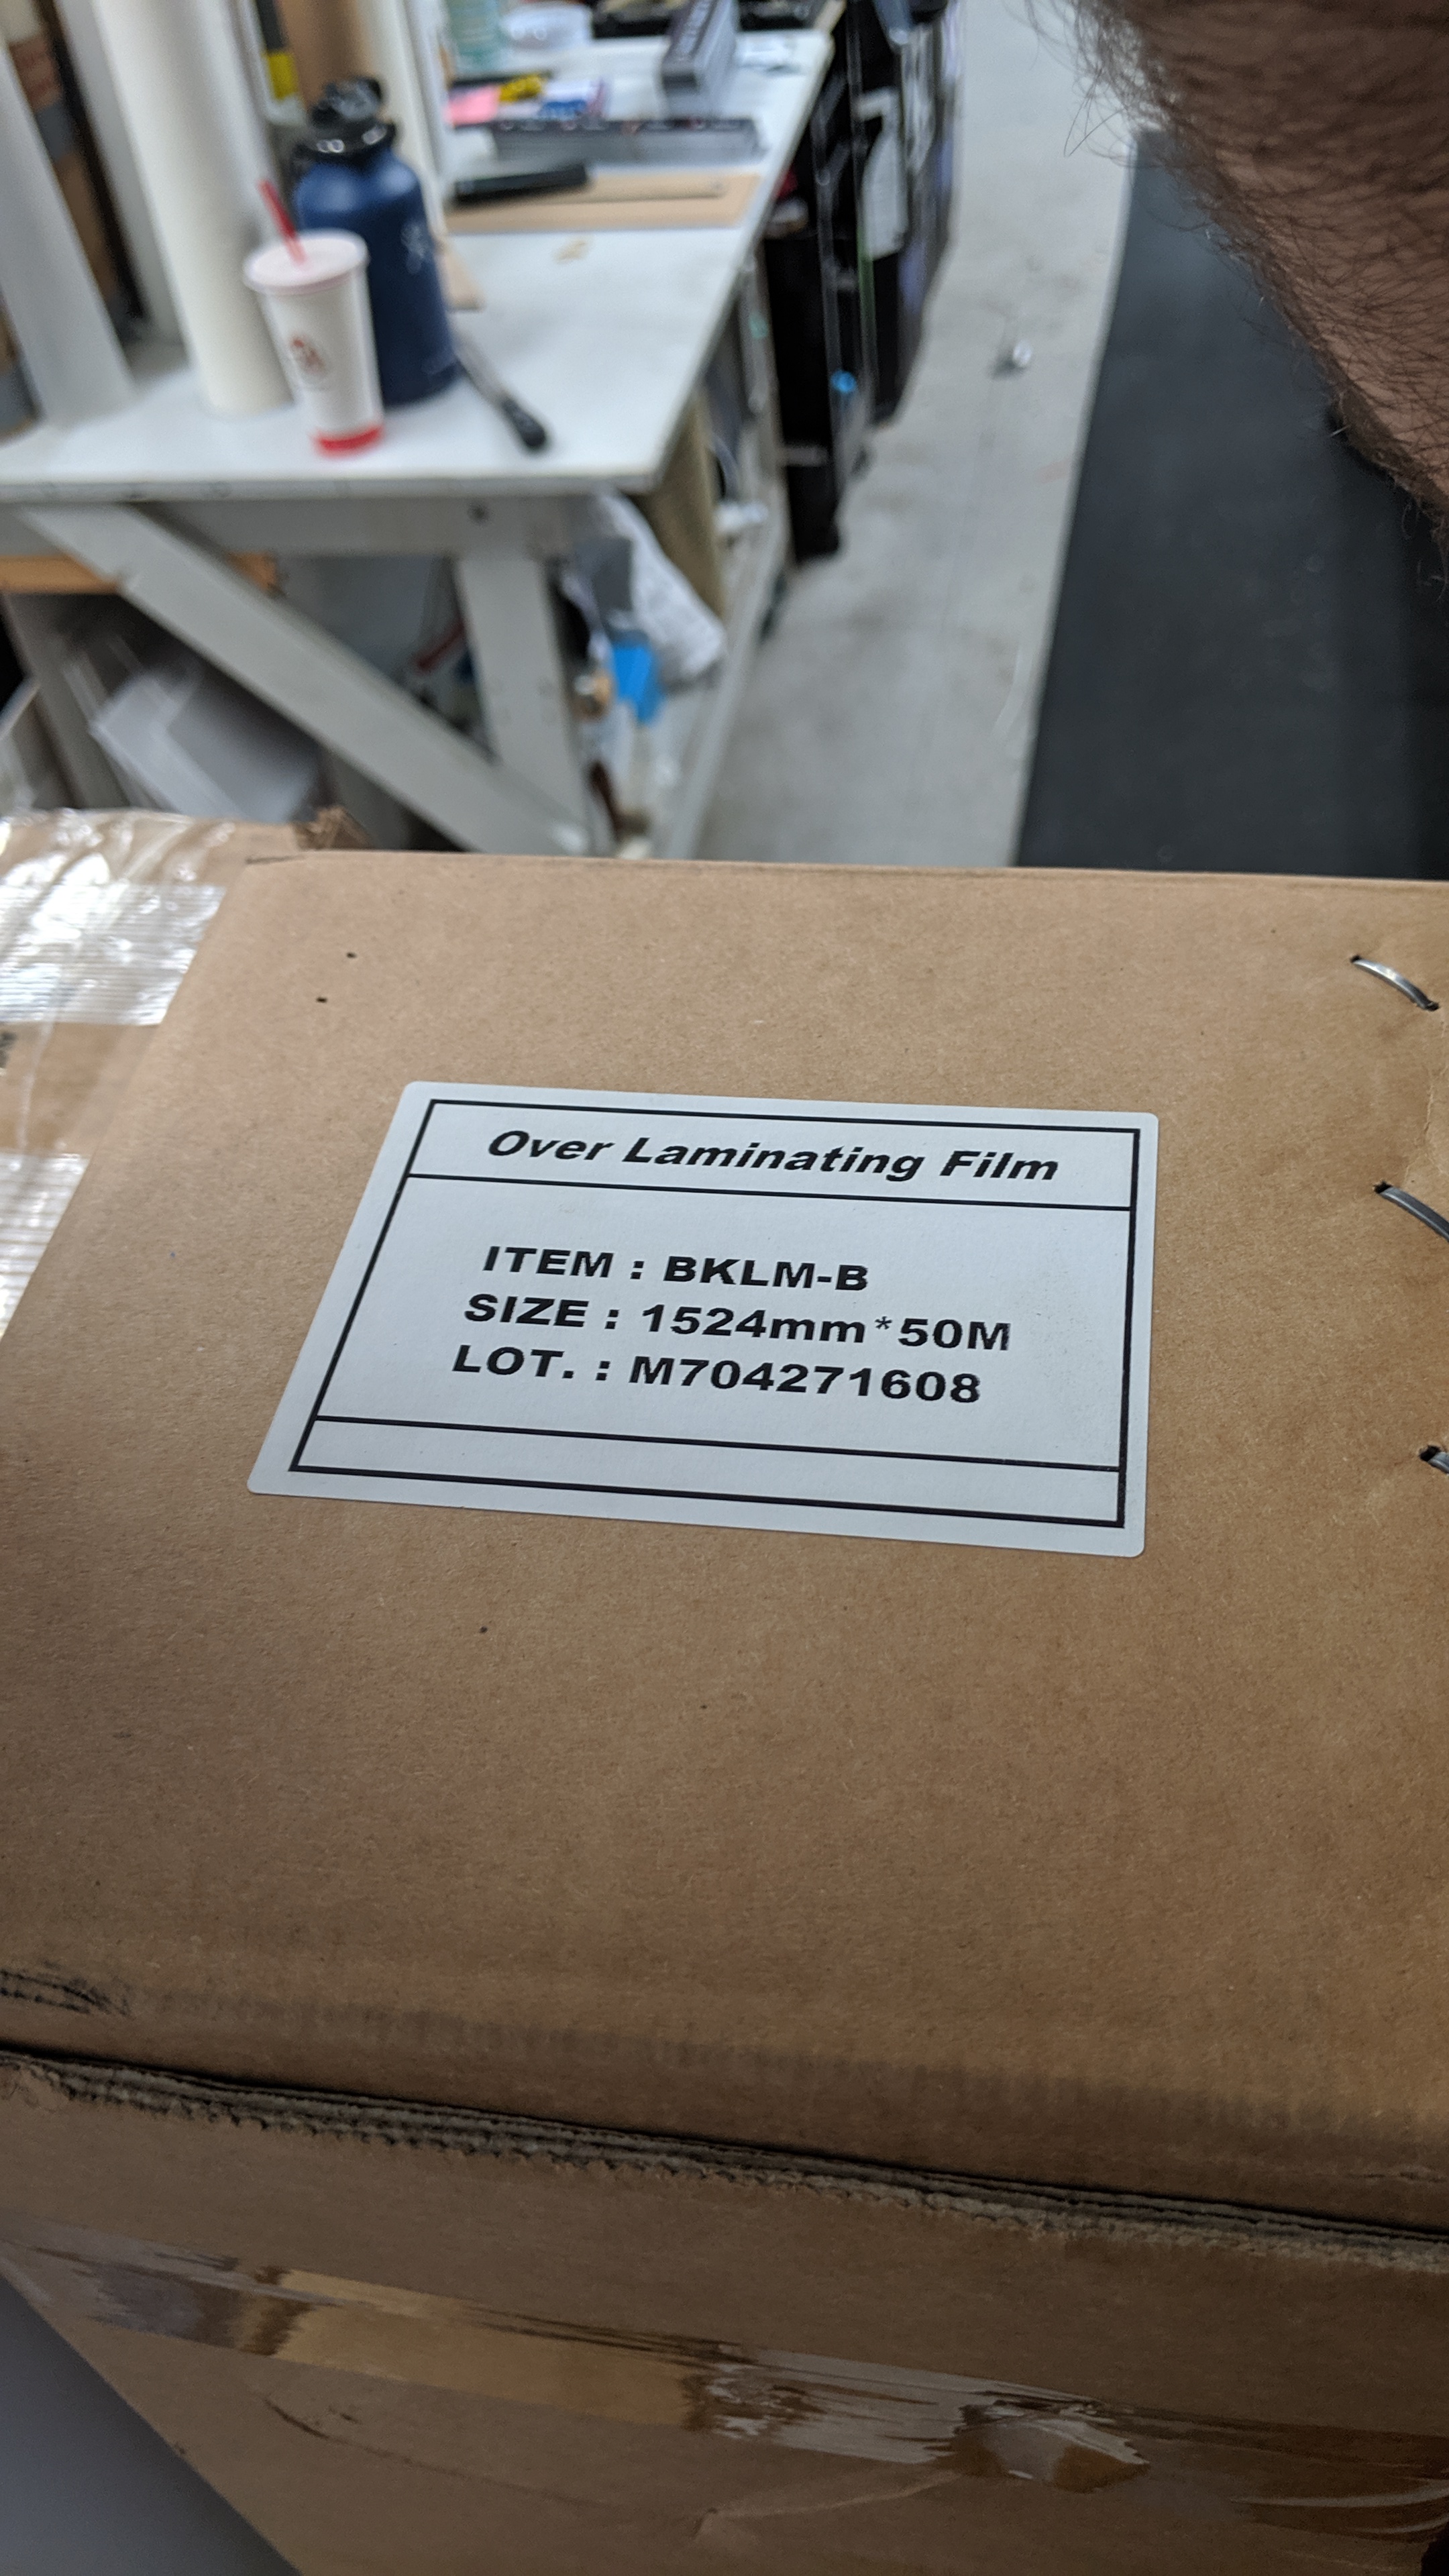 Over Laminating Film
ITEM : BKLM-B
SIZE : 1524mm*50M
LOT. : M704271608